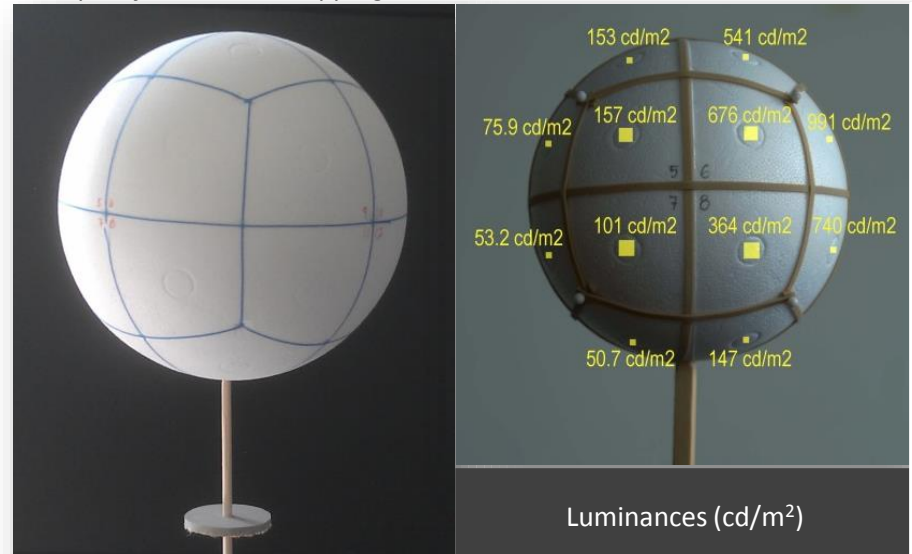 153 cd/m2
541 cd/m2
75.9 cd/m2
157 cd/m2
676 cd/m2
991 cd/m2
5 6
7 8
53.2 cd/m2
101 cd/m2
364 cd/m2
740 cd/m2
50.7 cd/m2
147 cd/m2
Luminances (cd/m²)